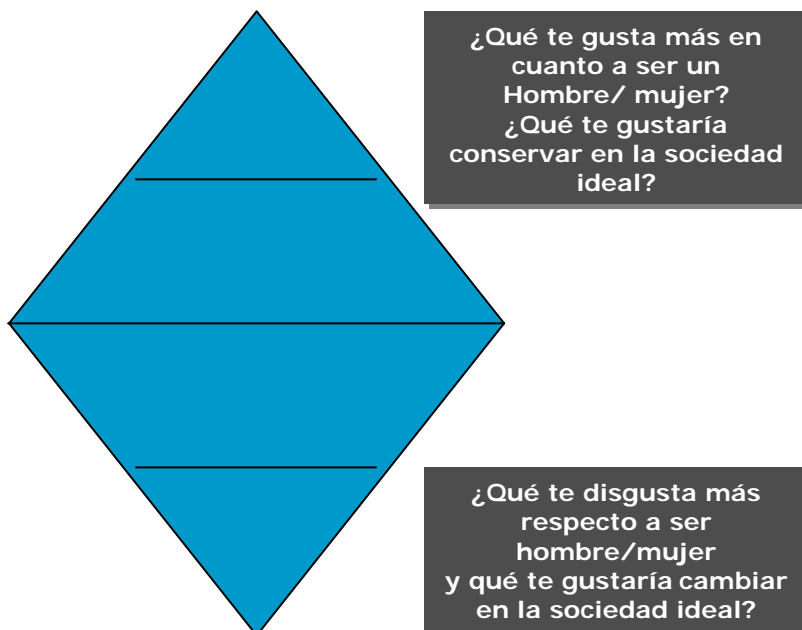 ¿Qué te gusta más en
cuanto a ser un
Hombre/ mujer?
¿Qué te gustaría
conservar en la sociedad
ideal?
¿Qué te disgusta más
respecto a ser
hombre/mujer
y qué te gustaría cambiar
en la sociedad ideal?